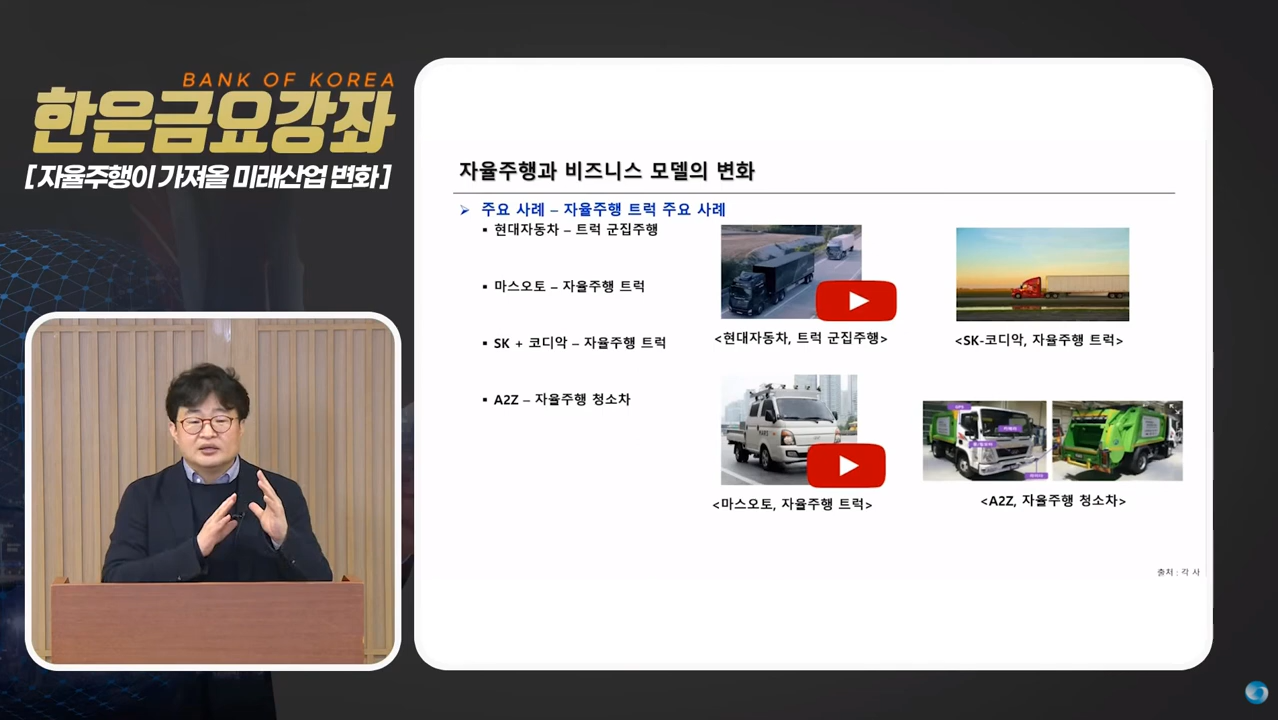 BANK OF KOREA
한은금요강좌
[자율주행이 가져올 미래산업 변화]
자율주행과 비즈니스 모델의 변화
➢ 주요 사례 – 자율주행 트럭 주요 사례
▪ 현대자동차 – 트럭 군집주행
▪ 마스오토 – 자율주행 트럭
▪ SK + 코디악 – 자율주행 트럭
▪ A2Z – 자율주행 청소차
<현대자동차, 트럭 군집주행>
<SK-코디악, 자율주행 트럭>
<마스오토, 자율주행 트럭>
<A2Z, 자율주행 청소차>
출처 : 각 사